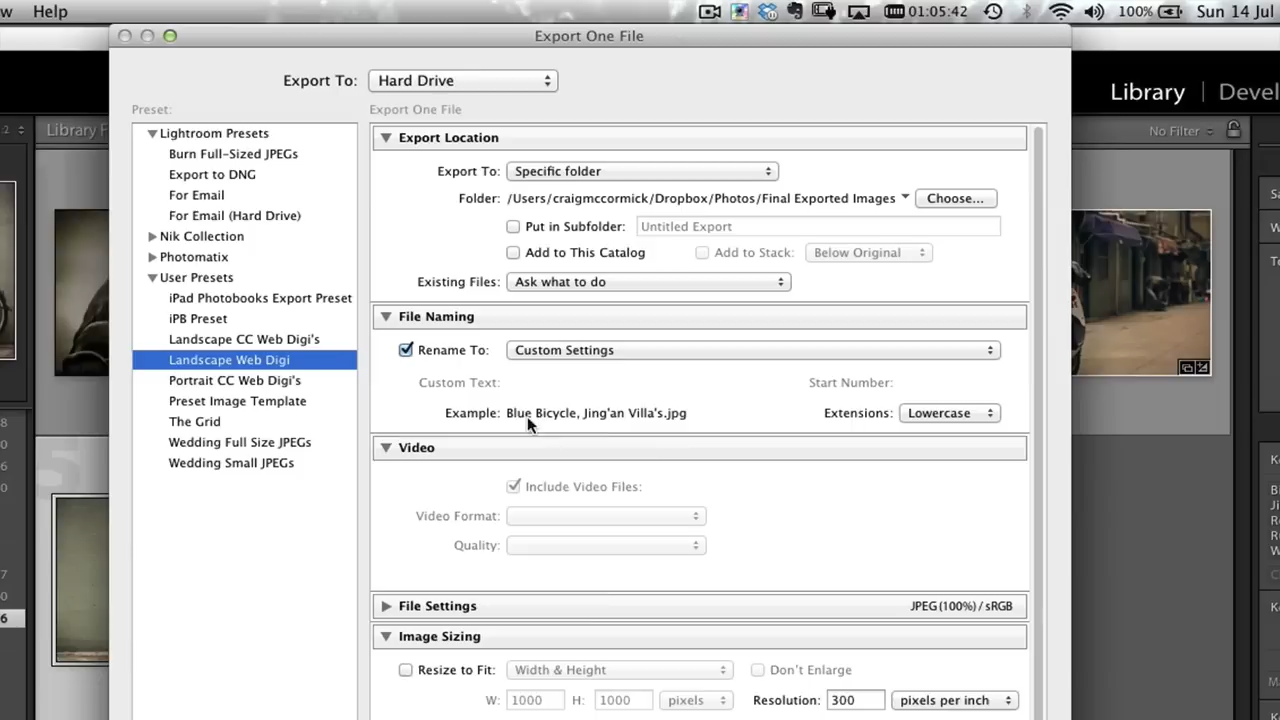 w Help 01:05:42 100% Sun 14 Jul
Export One File
Export To: Hard Drive
Library Devel
Preset:
Export One File
Library F
No Filter
Lightroom Presets
Burn Full-Sized JPEGs
Export to DNG
For Email
For Email (Hard Drive)
Nik Collection
Photomatix
User Presets
iPad Photobooks Export Preset
iPB Preset
Landscape CC Web Digi's
Landscape Web Digi
Portrait CC Web Digi's
Preset Image Template
The Grid
Wedding Full Size JPEGs
Wedding Small JPEGs
Export Location
Export To: Specific folder
Folder: /Users/craigmccormick/Dropbox/Photos/Final Exported Images Choose...
Put in Subfolder: Untitled Export
Add to This Catalog Add to Stack: Below Original
Existing Files: Ask what to do
File Naming
Rename To: Custom Settings
Custom Text: Start Number:
Example: Blue Bicycle, Jing'an Villa's.jpg Extensions: Lowercase
Video
Include Video Files:
Video Format:
Quality:
File Settings JPEG (100%) / sRGB
Image Sizing
Resize to Fit: Width & Height Don't Enlarge
W: 1000 H: 1000 pixels Resolution: 300 pixels per inch